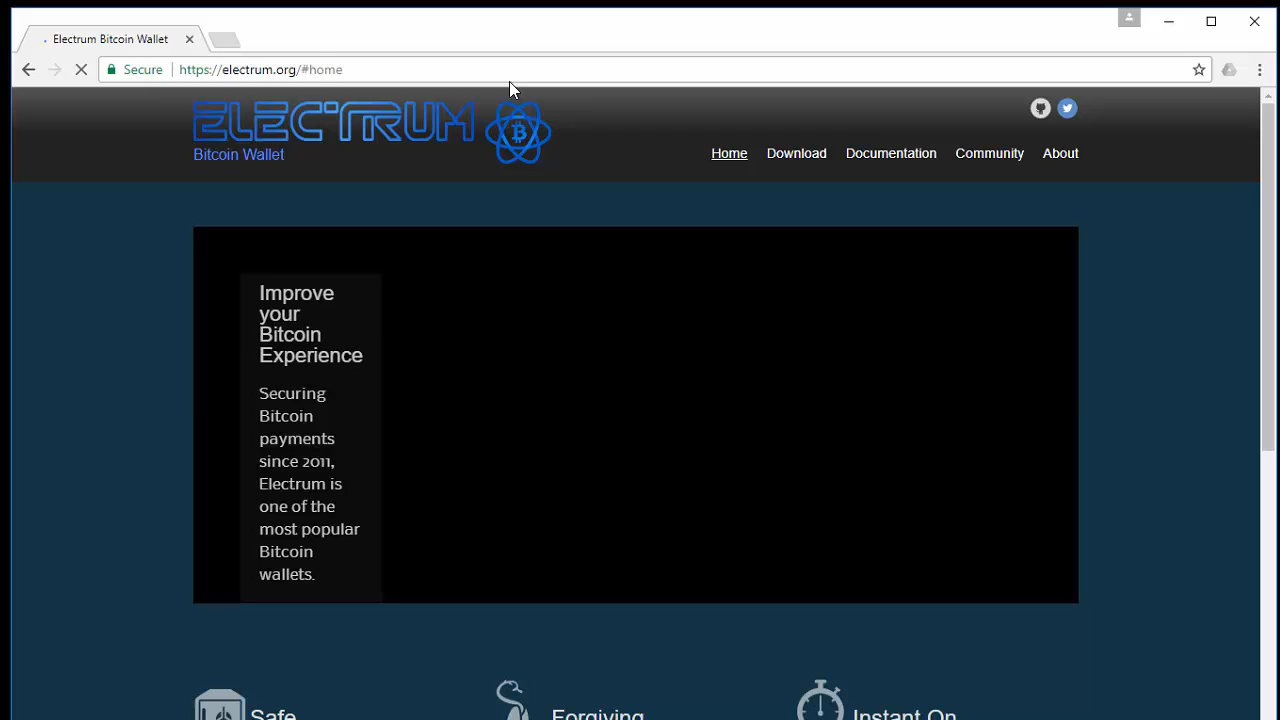 Electrum Bitcoin Wallet
Secure https://electrum.org/#home
ELECTRUM
Bitcoin Wallet
Home Download Documentation Community About
Improve
your
Bitcoin
Experience
Securing
Bitcoin
payments
since 2011,
Electrum is
one of the
most popular
Bitcoin
wallets.
Safe Forgiving Instant On